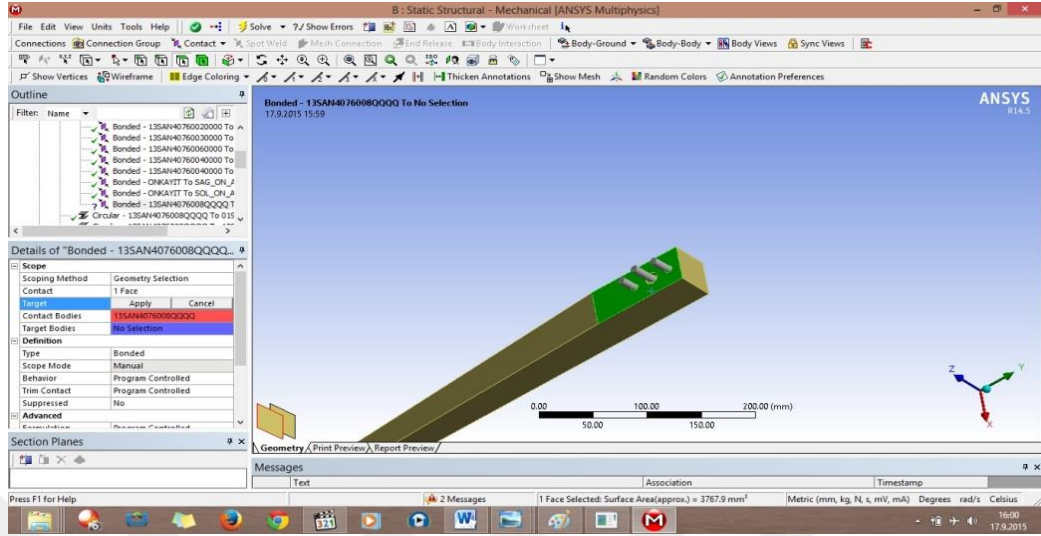 B : Static Structural - Mechanical [ANSYS Multiphysics]
File Edit View Units Tools Help Solve ?/ Show Errors Worksheet
Connections Connection Group Contact Spot Weld Mesh Connection End Release Body Interaction Body-Ground Body-Body Body Views Sync Views
Show Vertices Wireframe Edge Coloring Thicken Annotations Show Mesh Random Colors Annotation Preferences
Outline
Filter: Name
Bonded - 13SAN40760020000 To
Bonded - 13SAN40760030000 To
Bonded - 13SAN40760060000 To
Bonded - 13SAN40760040000 To
Bonded - 13SAN40760040000 To
Bonded - ONKAYIT To SAG_ON_A
Bonded - ONKAYIT To SOL_ON_A
Bonded - 13SAN4076008QQQQ T
Circular - 13SAN4076008QQQQ To 019
Details of "Bonded - 13SAN4076008QQQQ...
Scope
Scoping Method Geometry Selection
Contact 1 Face
Target Apply Cancel
Contact Bodies 13SAN4076008QQQQ
Target Bodies No Selection
Definition
Type Bonded
Scope Mode Manual
Behavior Program Controlled
Trim Contact Program Controlled
Suppressed No
Advanced
Formulation Program Controlled
Section Planes
Bonded - 13SAN4076008QQQQ To No Selection
17.9.2015 15:59
ANSYS
R14.5
Z
Y
X
0.00 100.00 200.00 (mm)
50.00 150.00
Geometry Print Preview Report Preview
Messages
Text Association Timestamp
Press F1 for Help 2 Messages 1 Face Selected: Surface Area(approx.) = 3767.9 mm² Metric (mm, kg, N, s, mV, mA) Degrees rad/s Celsius
321
16:00
17.9.2015